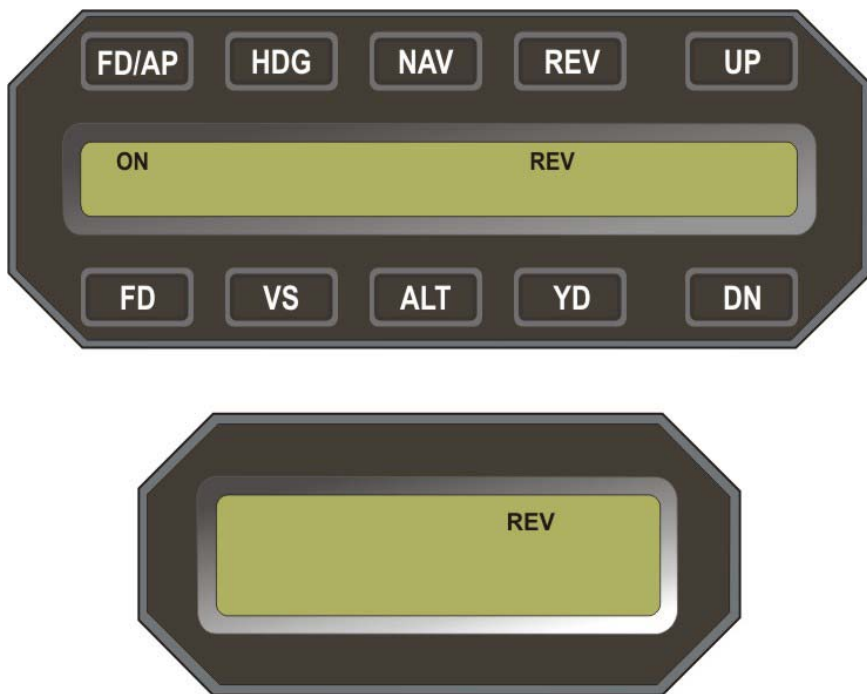 FD/AP HDG NAV REV UP
ON REV
FD VS ALT YD DN
REV